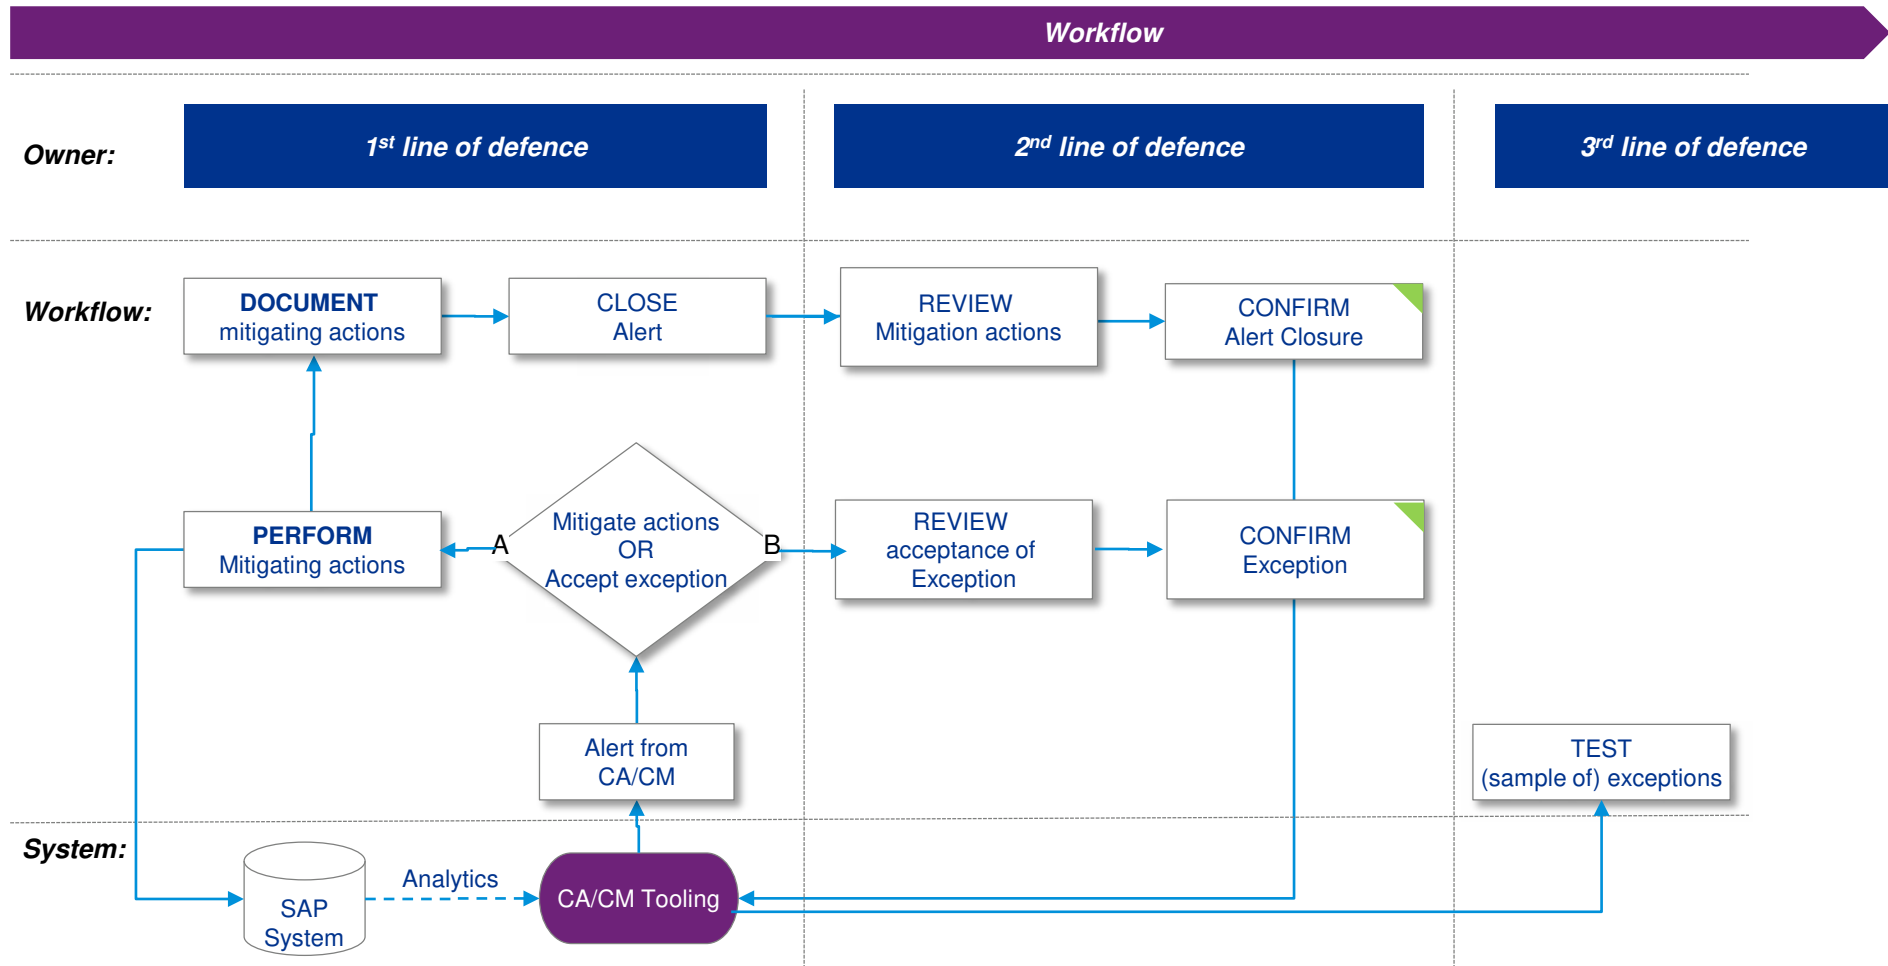 Workflow
Owner:
1st line of defence
2nd line of defence
3rd line of defence
Workflow:
DOCUMENT
mitigating actions
CLOSE
Alert
REVIEW
Mitigation actions
CONFIRM
Alert Closure
PERFORM
Mitigating actions
A
Mitigate actions
OR
Accept exception
B
REVIEW
acceptance of
Exception
CONFIRM
Exception
Alert from
CA/CM
TEST
(sample of) exceptions
System:
SAP
System
Analytics
CA/CM Tooling